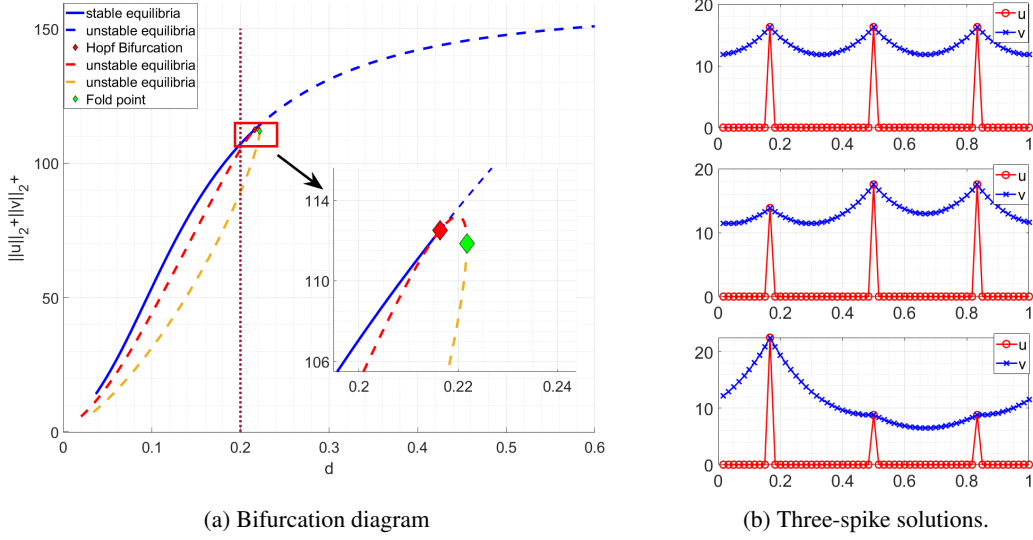 stable equilibria
unstable equilibria
Hopf Bifurcation
unstable equilibria
unstable equilibria
Fold point
150
100
50
0
||u||_2+||v||_2+
0 0.1 0.2 0.3 0.4 0.5 0.6
d
114
110
106
0.2 0.22 0.24
(a) Bifurcation diagram
20
10
0
u
v
0 0.2 0.4 0.6 0.8 1
20
10
0
u
v
0 0.2 0.4 0.6 0.8 1
20
10
0
u
v
0 0.2 0.4 0.6 0.8 1
(b) Three-spike solutions.